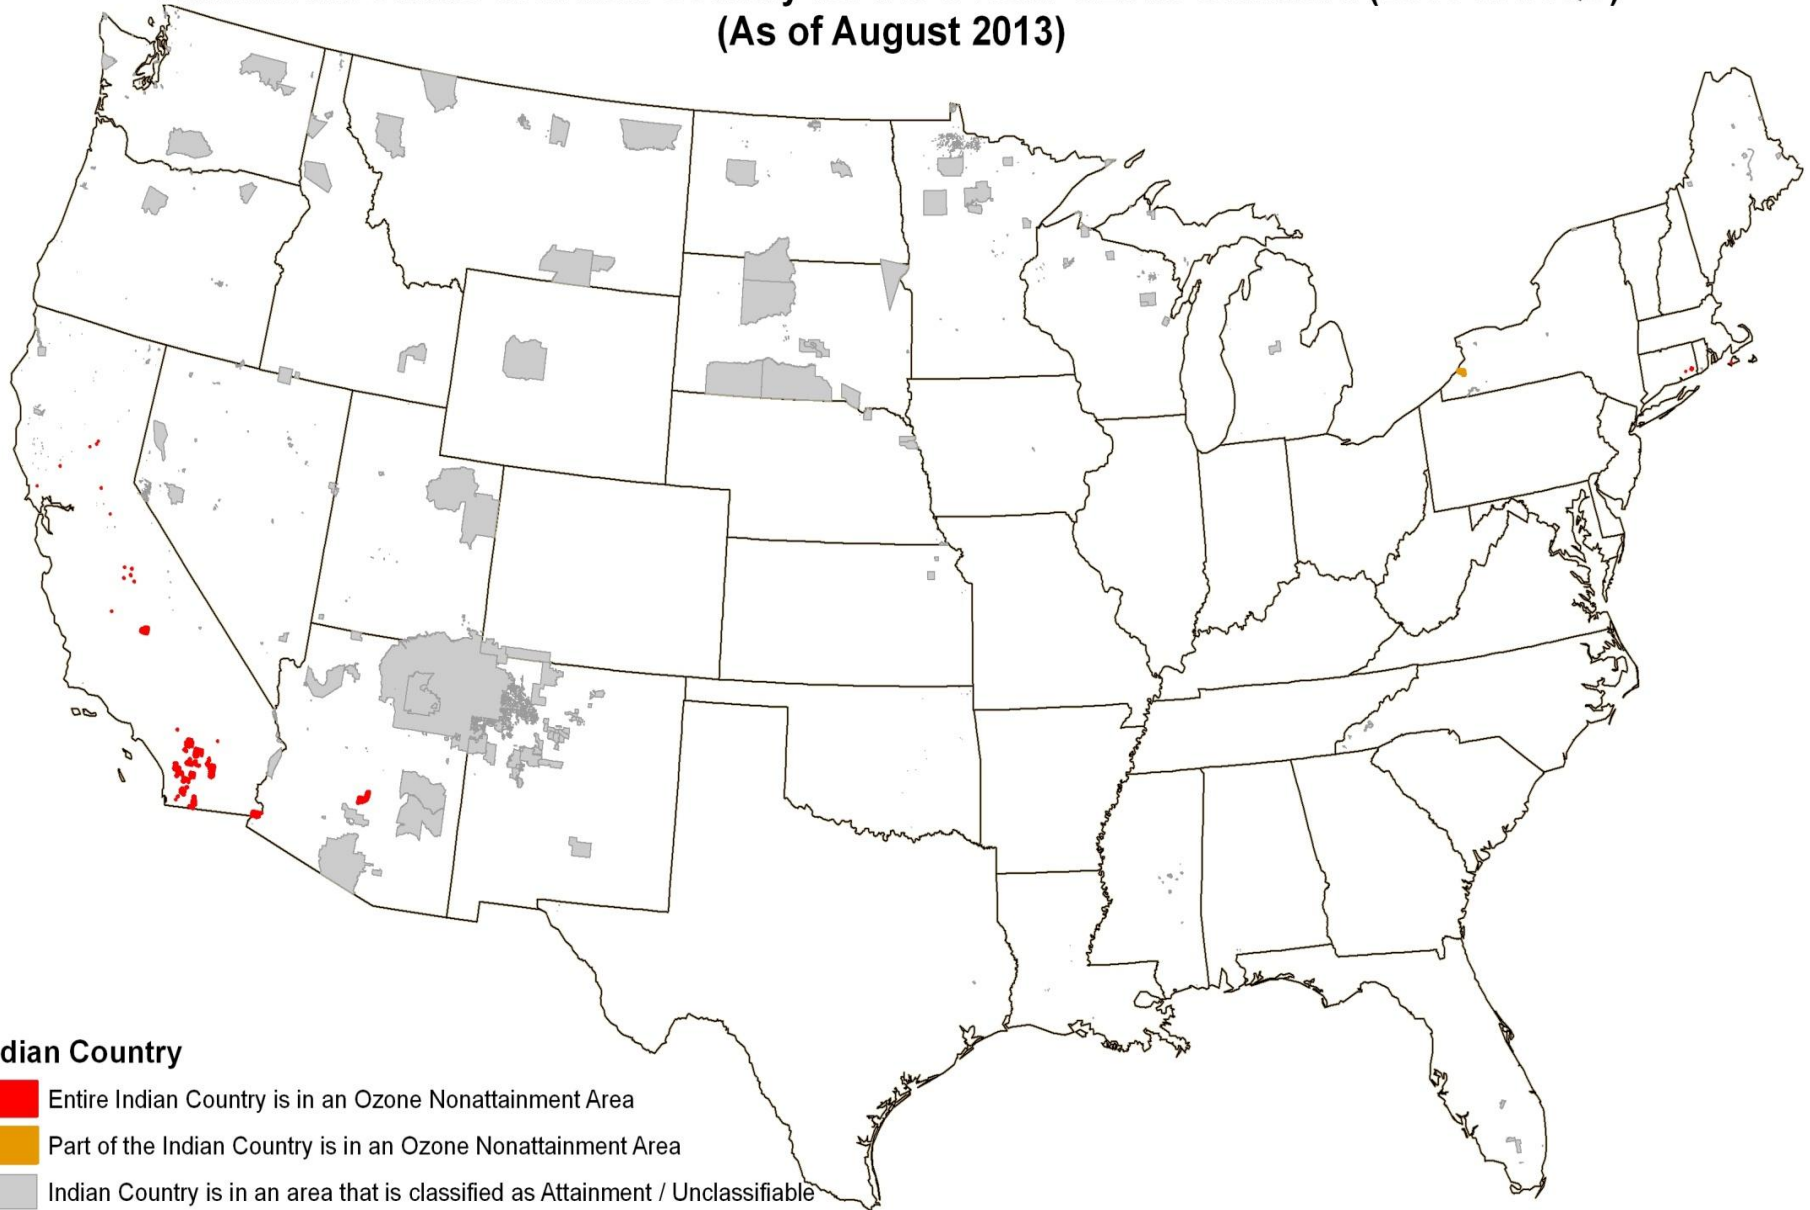 (As of August 2013)
dian Country
Entire Indian Country is in an Ozone Nonattainment Area
Part of the Indian Country is in an Ozone Nonattainment Area
Indian Country is in an area that is classified as Attainment / Unclassifiable